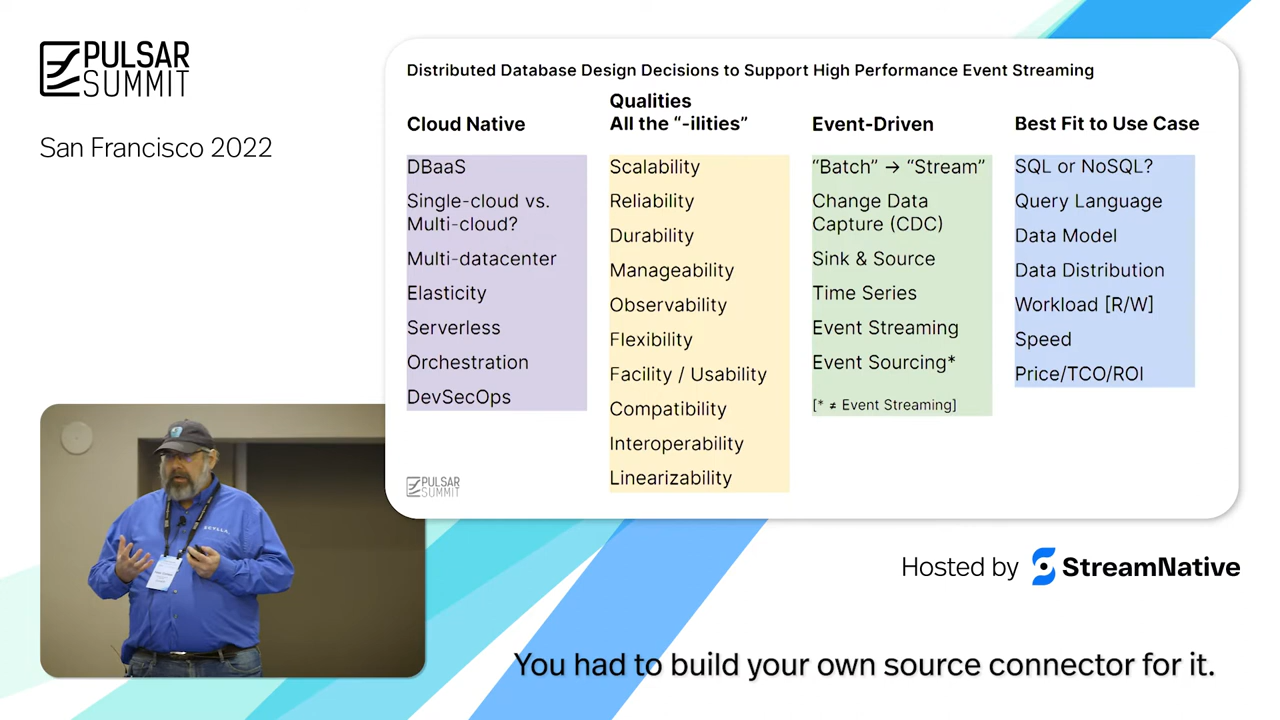 PULSAR
SUMMIT
San Francisco 2022
Distributed Database Design Decisions to Support High Performance Event Streaming
Cloud Native
DBaaS
Single-cloud vs.
Multi-cloud?
Multi-datacenter
Elasticity
Serverless
Orchestration
DevSecOps
Qualities
All the “-ilities”
Scalability
Reliability
Durability
Manageability
Observability
Flexibility
Facility / Usability
Compatibility
Interoperability
Linearizability
Event-Driven
“Batch” → “Stream”
Change Data
Capture (CDC)
Sink & Source
Time Series
Event Streaming
Event Sourcing*
[* ≠ Event Streaming]
Best Fit to Use Case
SQL or NoSQL?
Query Language
Data Model
Data Distribution
Workload [R/W]
Speed
Price/TCO/ROI
PULSAR
SUMMIT
SCYLLA
Hosted by StreamNative
You had to build your own source connector for it.